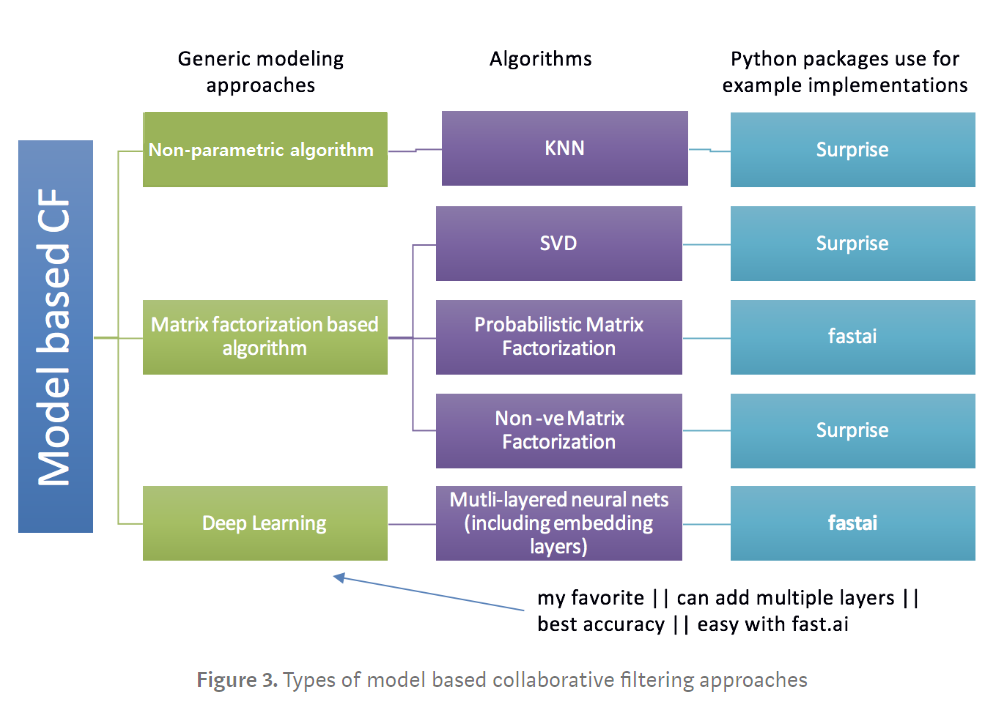 Generic modeling
approaches
Algorithms
Python packages use for
example implementations
Model based CF
Non-parametric algorithm
KNN
Surprise
SVD
Surprise
Matrix factorization based
algorithm
Probabilistic Matrix
Factorization
fastai
Non -ve Matrix
Factorization
Surprise
Deep Learning
Mutli-layered neural nets
(including embedding
layers)
fastai
my favorite || can add multiple layers ||
best accuracy || easy with fast.ai
Figure 3. Types of model based collaborative filtering approaches